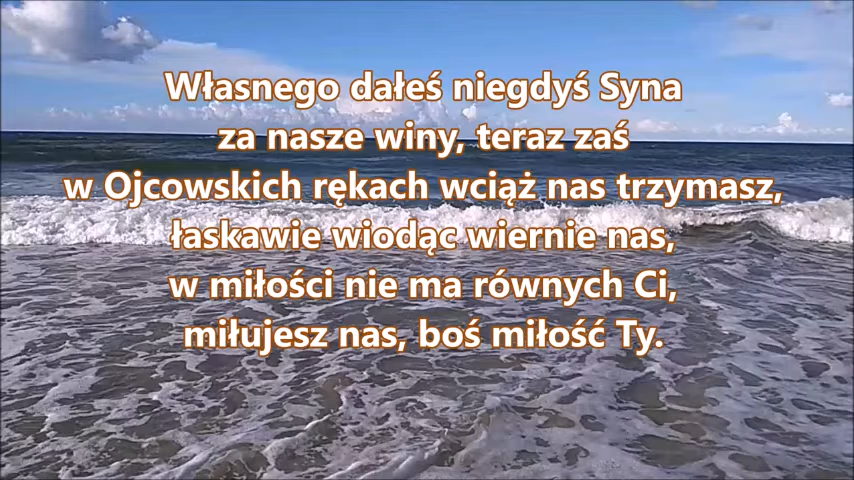 Własnego dałeś niegdyś Syna
za nasze winy, teraz zaś
w Ojcowskich rękach wciąż nas trzymasz,
łaskawie wiodąc wiernie nas,
w miłości nie ma równych Ci,
miłujesz nas, boś miłość Ty.